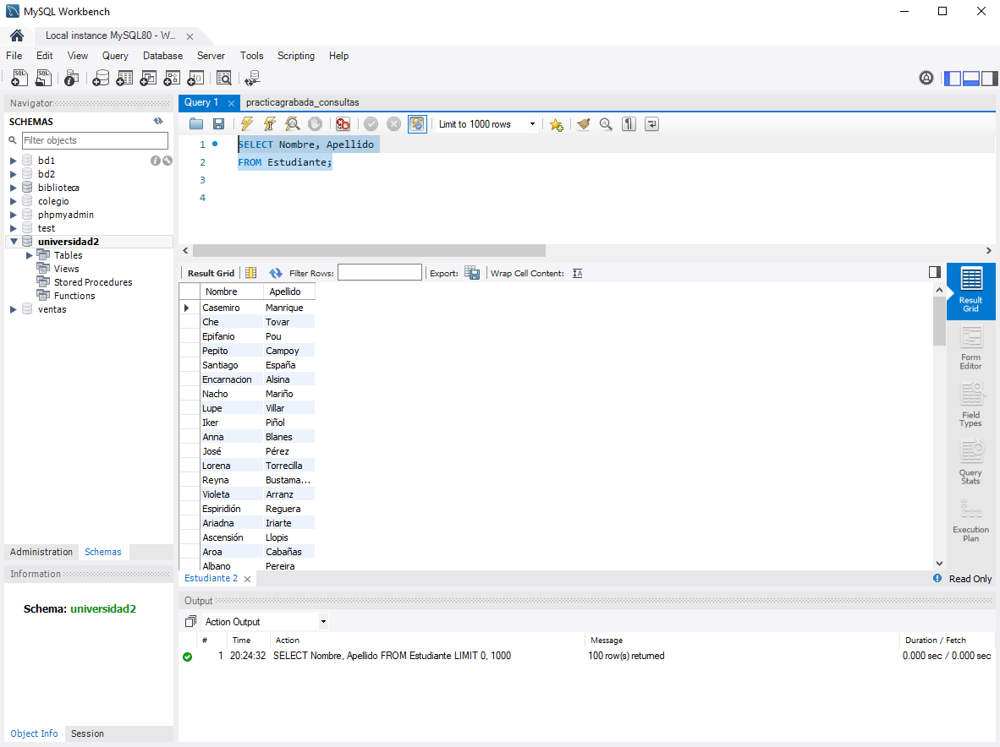 MySQL Workbench
Local instance MySQL80 - W...
File Edit View Query Database Server Tools Scripting Help
Navigator
SCHEMAS
Filter objects
bd1
bd2
biblioteca
colegio
phpmyadmin
test
universidad2
Tables
Views
Stored Procedures
Functions
ventas
Administration Schemas
Information
Schema: universidad2
Object Info Session
Query 1 practicagrabada_consultas
Limit to 1000 rows
1 SELECT Nombre, Apellido
2 FROM Estudiante;
3
4
Result Grid Filter Rows: Export: Wrap Cell Content:
Nombre Apellido
Casemiro Manrique
Che Tovar
Epifanio Pou
Pepito Campoy
Santiago España
Encarnacion Alsina
Nacho Mariño
Lupe Villar
Iker Piñol
Anna Blanes
José Pérez
Lorena Torrecilla
Reyna Bustama...
Violeta Arranz
Espiridión Reguera
Ariadna Iriarte
Ascensión Llopis
Aroa Cabañas
Albano Pereira
Result
Grid
Form
Editor
Field
Types
Query
Stats
Execution
Plan
Estudiante 2 Read Only
Output
Action Output
# Time Action Message Duration / Fetch
1 20:24:32 SELECT Nombre, Apellido FROM Estudiante LIMIT 0, 1000 100 row(s) returned 0.000 sec / 0.000 sec